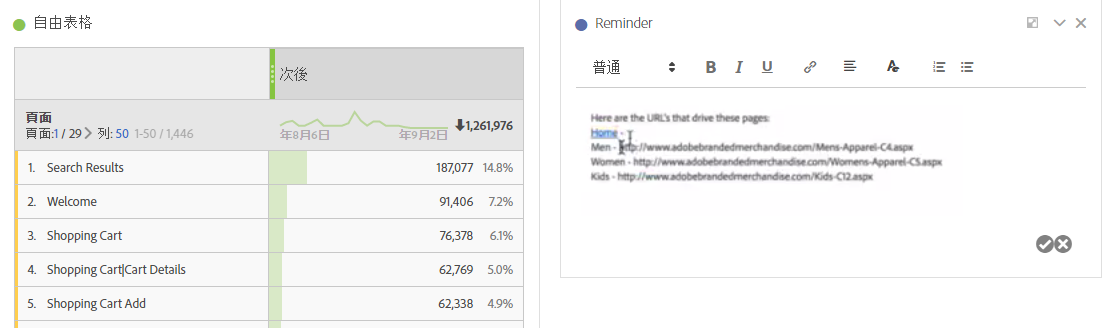 自由表格
次後
頁面
頁面:1 / 29 列: 50 1-50 / 1,446
年8月6日 年9月2日 1,261,976
1. Search Results 187,077 14.8%
2. Welcome 91,406 7.2%
3. Shopping Cart 76,378 6.1%
4. Shopping Cart|Cart Details 62,769 5.0%
5. Shopping Cart Add 62,338 4.9%
Reminder
普通 B I U
Here are the URL's that drive these pages:
Home -
Men - http://www.adobebrandedmerchandise.com/Mens-Apparel-C4.aspx
Women - http://www.adobebrandedmerchandise.com/Womens-Apparel-C5.aspx
Kids - http://www.adobebrandedmerchandise.com/Kids-C12.aspx